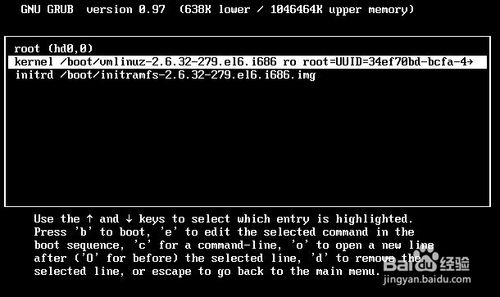 GNU GRUB  version 0.97  (638K lower / 1046464K upper memory)
root (hd0,0)
kernel /boot/vmlinuz-2.6.32-279.el6.i686 ro root=UUID=34ef70bd-bcfa-4→
initrd /boot/initramfs-2.6.32-279.el6.i686.img
Use the ↑ and ↓ keys to select which entry is highlighted.
Press 'b' to boot, 'e' to edit the selected command in the
boot sequence, 'c' for a command-line, 'o' to open a new line
after ('O' for before) the selected line, 'd' to remove the
selected line, or escape to go back to the main menu.
Baidu 经验
jingyan.baidu.com